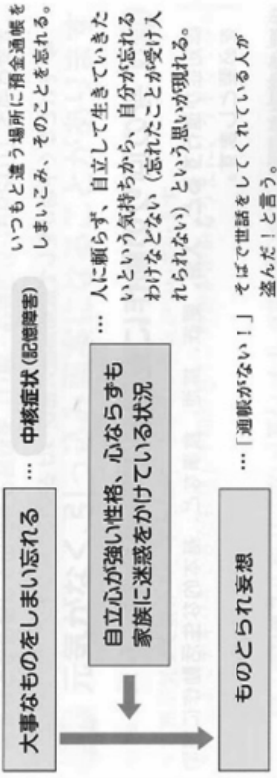 大事なものをしまい忘れる … 中核症状(記憶障害) いつもと違う場所に預金通帳を
しまいこみ、そのことを忘れる。
自立心が強い性格、心ならずも
家族に迷惑をかけている状況
… 人に頼らず、自立して生きていきた
いという気持ちから、自分が忘れる
わけなどない（忘れたことが受け入
れられない）という思いが現れる。
ものとられ妄想 …「通帳がない！」 そばで世話をしてくれている人が
盗んだ！と言う。